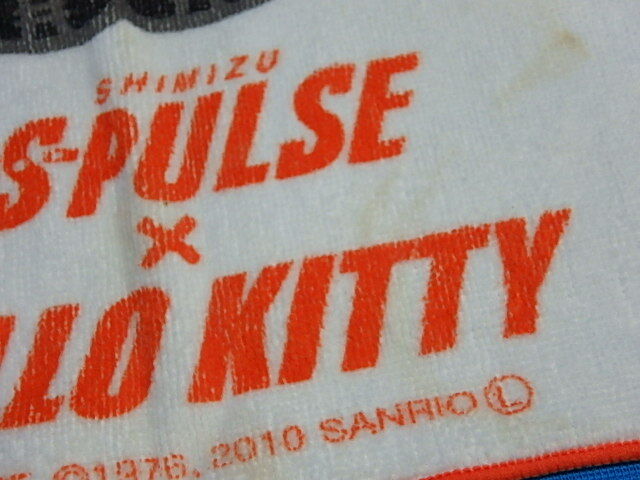 SHIMIZU
S-PULSE
×
LLO KITTY
©1976, 2010 SANRIO Ⓛ